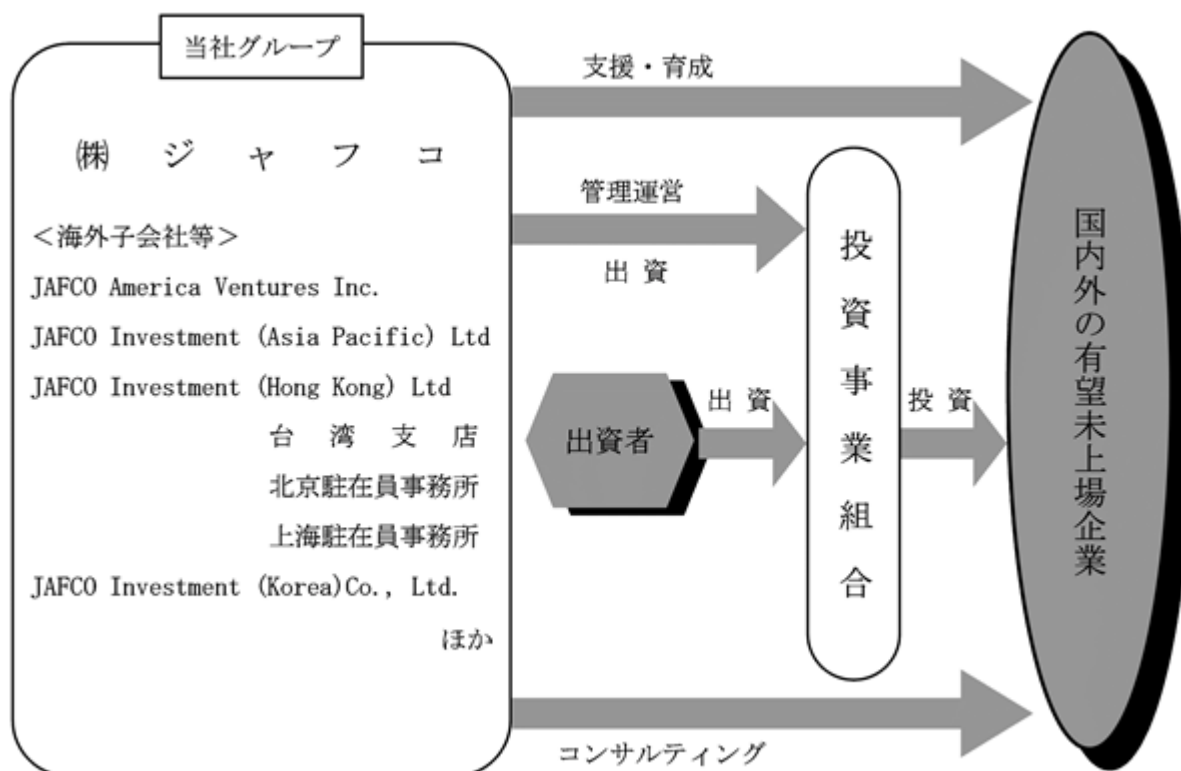 当社グループ
㈱ジャフコ
＜海外子会社等＞
JAFCO America Ventures Inc.
JAFCO Investment (Asia Pacific) Ltd
JAFCO Investment (Hong Kong) Ltd
台湾支店
北京駐在員事務所
上海駐在員事務所
JAFCO Investment (Korea)Co., Ltd.
ほか
支援・育成
管理運営
出資
出資者
出資
投資事業組合
投資
コンサルティング
国内外の有望未上場企業